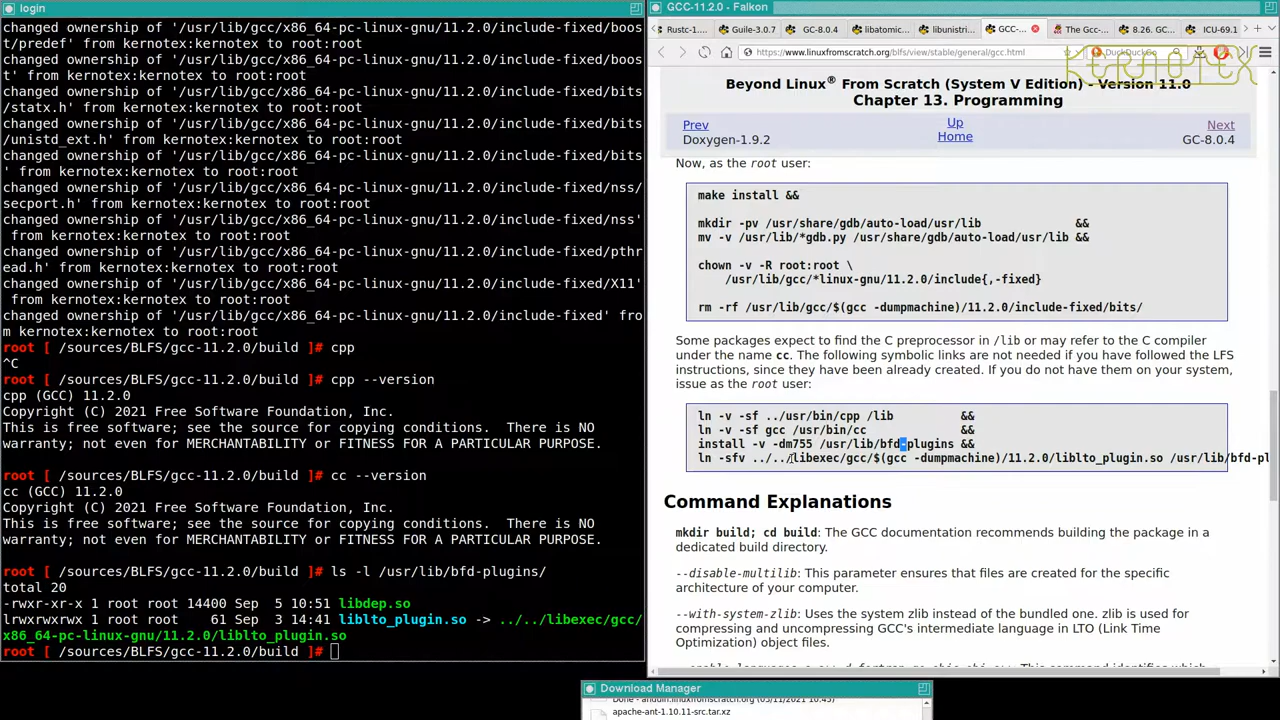 login
changed ownership of '/usr/lib/gcc/x86_64-pc-linux-gnu/11.2.0/include-fixed/boos
t/predef' from kernotex:kernotex to root:root
changed ownership of '/usr/lib/gcc/x86_64-pc-linux-gnu/11.2.0/include-fixed/boos
t' from kernotex:kernotex to root:root
changed ownership of '/usr/lib/gcc/x86_64-pc-linux-gnu/11.2.0/include-fixed/bits
/statx.h' from kernotex:kernotex to root:root
changed ownership of '/usr/lib/gcc/x86_64-pc-linux-gnu/11.2.0/include-fixed/bits
/unistd_ext.h' from kernotex:kernotex to root:root
changed ownership of '/usr/lib/gcc/x86_64-pc-linux-gnu/11.2.0/include-fixed/bits
' from kernotex:kernotex to root:root
changed ownership of '/usr/lib/gcc/x86_64-pc-linux-gnu/11.2.0/include-fixed/nss/
secport.h' from kernotex:kernotex to root:root
changed ownership of '/usr/lib/gcc/x86_64-pc-linux-gnu/11.2.0/include-fixed/nss'
 from kernotex:kernotex to root:root
changed ownership of '/usr/lib/gcc/x86_64-pc-linux-gnu/11.2.0/include-fixed/pthr
ead.h' from kernotex:kernotex to root:root
changed ownership of '/usr/lib/gcc/x86_64-pc-linux-gnu/11.2.0/include-fixed/X11'
 from kernotex:kernotex to root:root
changed ownership of '/usr/lib/gcc/x86_64-pc-linux-gnu/11.2.0/include-fixed' fro
m kernotex:kernotex to root:root
root [ /sources/BLFS/gcc-11.2.0/build ]# cpp
^C
root [ /sources/BLFS/gcc-11.2.0/build ]# cpp --version
cpp (GCC) 11.2.0
Copyright (C) 2021 Free Software Foundation, Inc.
This is free software; see the source for copying conditions.  There is NO
warranty; not even for MERCHANTABILITY or FITNESS FOR A PARTICULAR PURPOSE.
root [ /sources/BLFS/gcc-11.2.0/build ]# cc --version
cc (GCC) 11.2.0
Copyright (C) 2021 Free Software Foundation, Inc.
This is free software; see the source for copying conditions.  There is NO
warranty; not even for MERCHANTABILITY or FITNESS FOR A PARTICULAR PURPOSE.
root [ /sources/BLFS/gcc-11.2.0/build ]# ls -l /usr/lib/bfd-plugins/
total 20
-rwxr-xr-x 1 root root 14400 Sep  5 10:51 libdep.so
lrwxrwxrwx 1 root root    61 Sep  3 14:41 liblto_plugin.so -> ../../libexec/gcc/
x86_64-pc-linux-gnu/11.2.0/liblto_plugin.so
root [ /sources/BLFS/gcc-11.2.0/build ]#
GCC-11.2.0 - Falkon
Rustc-1.... Guile-3.0.7 GC-8.0.4 libatomic... libunistri... GCC-... The Gcc-... 8.26. GC... ICU-69.1
https://www.linuxfromscratch.org/blfs/view/stable/general/gcc.html DuckDuckGo
KERNOTEX
Beyond Linux® From Scratch (System V Edition) - Version 11.0
Chapter 13. Programming
Prev Up Next
Doxygen-1.9.2 Home GC-8.0.4
Now, as the root user:
make install &&
mkdir -pv /usr/share/gdb/auto-load/usr/lib &&
mv -v /usr/lib/*gdb.py /usr/share/gdb/auto-load/usr/lib &&
chown -v -R root:root \
/usr/lib/gcc/*linux-gnu/11.2.0/include{,-fixed}
rm -rf /usr/lib/gcc/$(gcc -dumpmachine)/11.2.0/include-fixed/bits/
Some packages expect to find the C preprocessor in /lib or may refer to the C compiler
under the name cc. The following symbolic links are not needed if you have followed the LFS
instructions, since they have been already created. If you do not have them on your system,
issue as the root user:
ln -v -sf ../usr/bin/cpp /lib &&
ln -v -sf gcc /usr/bin/cc &&
install -v -dm755 /usr/lib/bfd-plugins &&
ln -sfv ../../libexec/gcc/$(gcc -dumpmachine)/11.2.0/liblto_plugin.so /usr/lib/bfd-pl
Command Explanations
mkdir build; cd build: The GCC documentation recommends building the package in a
dedicated build directory.
--disable-multilib: This parameter ensures that files are created for the specific
architecture of your computer.
--with-system-zlib: Uses the system zlib instead of the bundled one. zlib is used for
compressing and uncompressing GCC's intermediate language in LTO (Link Time
Optimization) object files.
Download Manager
apache-ant-1.10.11-src.tar.xz